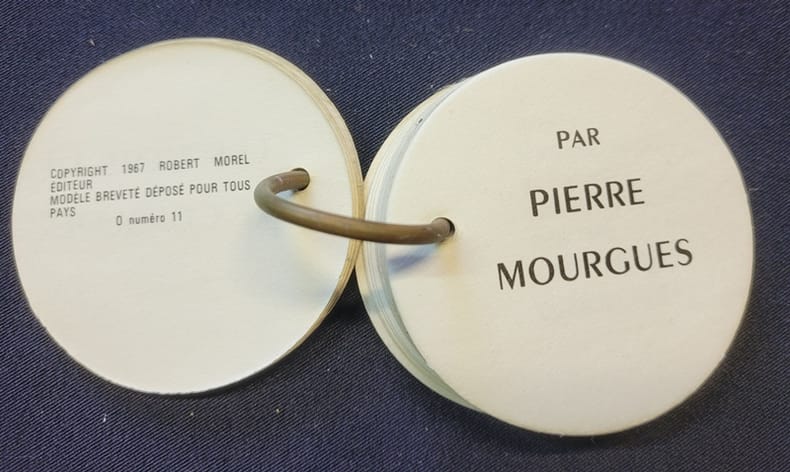 COPYRIGHT 1967 ROBERT MOREL
ÉDITEUR
MODÈLE BREVETÉ DÉPOSÉ POUR TOUS
PAYS
O numéro 11
PAR
PIERRE
MOURGUES